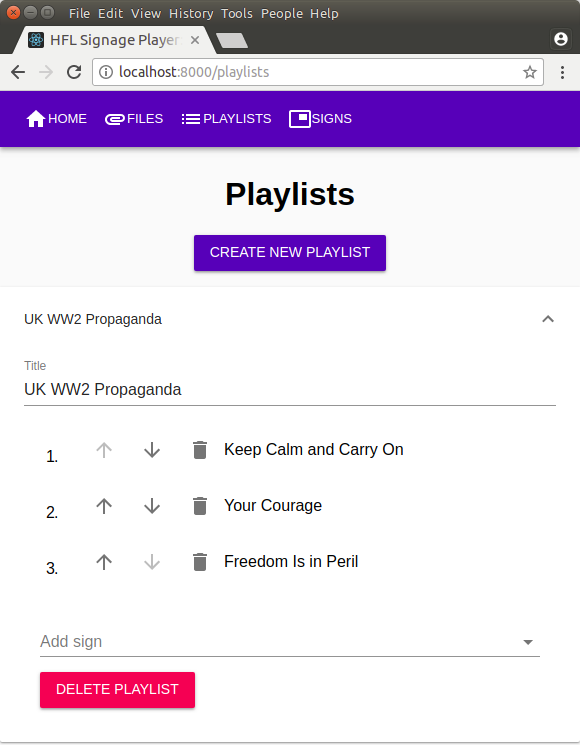 File Edit View History Tools People Help
HFL Signage Player
localhost:8000/playlists
HOME FILES PLAYLISTS SIGNS
Playlists
CREATE NEW PLAYLIST
UK WW2 Propaganda
Title
UK WW2 Propaganda
1. Keep Calm and Carry On
2. Your Courage
3. Freedom Is in Peril
Add sign
DELETE PLAYLIST